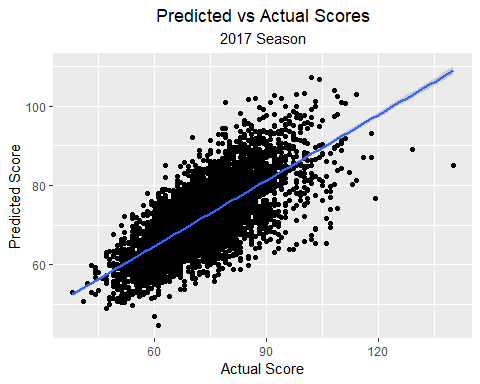 Predicted vs Actual Scores
2017 Season
Predicted Score
100
80
60
60 90 120
Actual Score